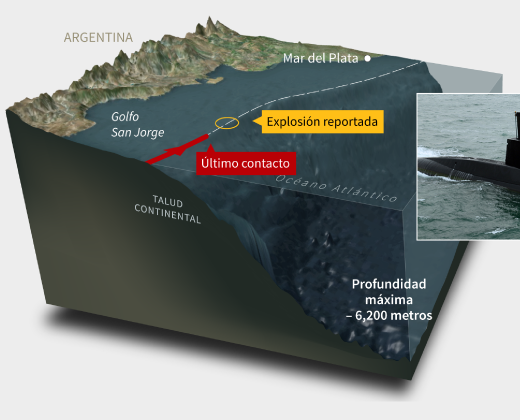 ARGENTINA
Mar del Plata
Golfo
San Jorge
Explosión reportada
Último contacto
Océano Atlántico
TALUD
CONTINENTAL
Profundidad
máxima
– 6,200 metros